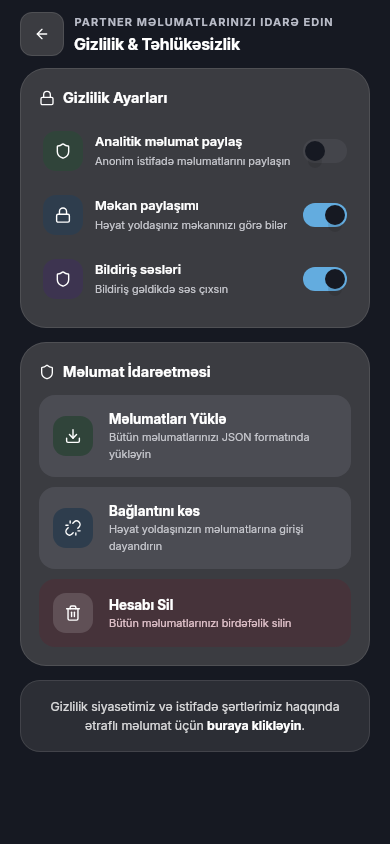 PARTNER MƏLUMATLARINIZI IDARƏ EDIN
Gizlilik & Təhlükəsizlik
Gizlilik Ayarları
Analitik məlumat paylaş
Anonim istifadə məlumatlarını paylaşın
Məkan paylaşımı
Həyat yoldaşınız məkanınızı görə bilər
Bildiriş səsləri
Bildiriş gəldikdə səs çıxsın
Məlumat İdarəetməsi
Məlumatları Yüklə
Bütün məlumatlarınızı JSON formatında
yükləyin
Bağlantını kəs
Həyat yoldaşınızın məlumatlarına girişi
dayandırın
Hesabı Sil
Bütün məlumatlarınızı birdəfəlik silin
Gizlilik siyasətimiz və istifadə şərtlərimiz haqqında
ətraflı məlumat üçün buraya klikləyin.